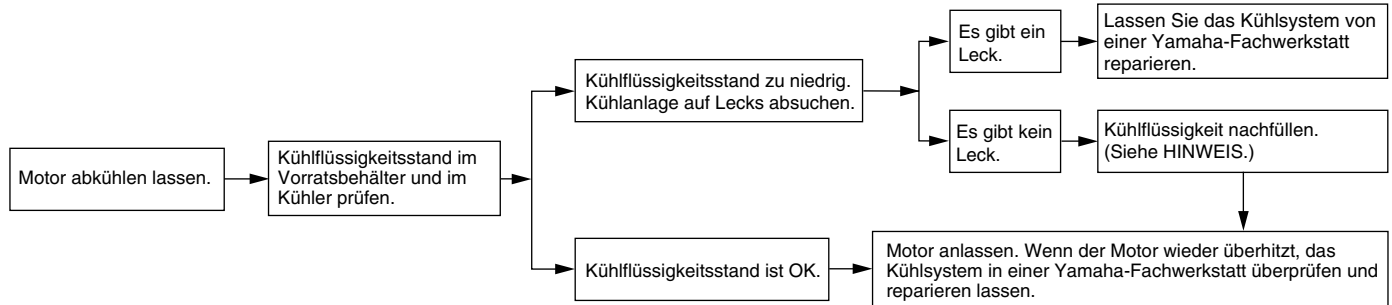 Motor abkühlen lassen.
Kühlflüssigkeitsstand im
Vorratsbehälter und im
Kühler prüfen.
Kühlflüssigkeitsstand zu niedrig.
Kühlanlage auf Lecks absuchen.
Es gibt ein
Leck.
Lassen Sie das Kühlsystem von
einer Yamaha-Fachwerkstatt
reparieren.
Es gibt kein
Leck.
Kühlflüssigkeit nachfüllen.
(Siehe HINWEIS.)
Kühlflüssigkeitsstand ist OK.
Motor anlassen. Wenn der Motor wieder überhitzt, das
Kühlsystem in einer Yamaha-Fachwerkstatt überprüfen und
reparieren lassen.